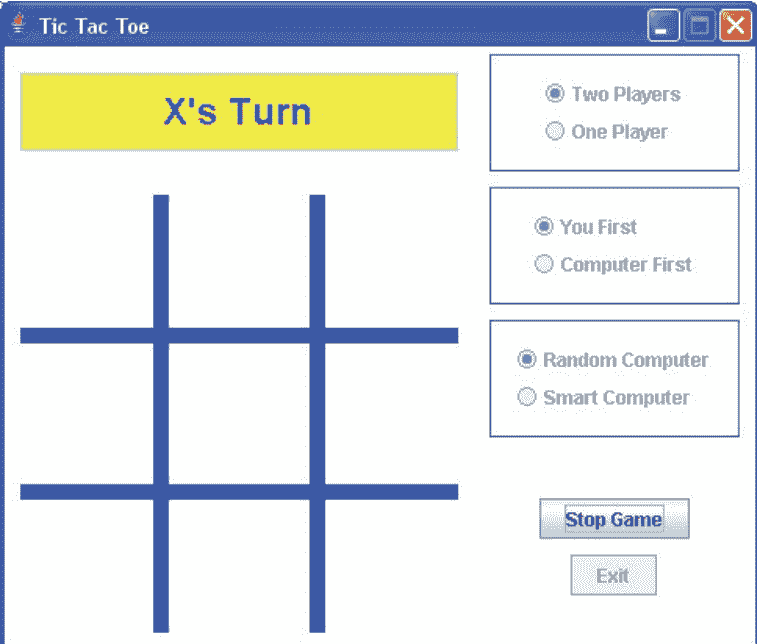 Tic Tac Toe
X's Turn
Two Players
One Player
You First
Computer First
Random Computer
Smart Computer
Stop Game
Exit